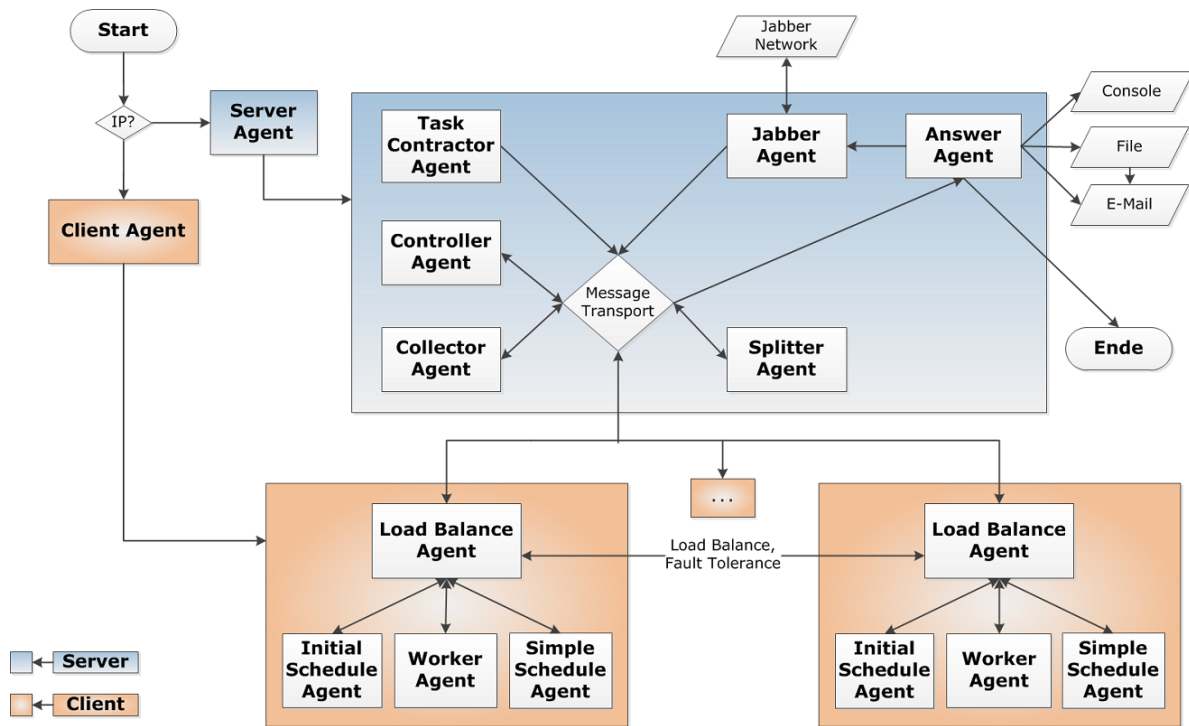 Start
Jabber
Network
IP?
Server
Agent
Task
Contractor
Agent
Jabber
Agent
Answer
Agent
Console
File
E-Mail
Client Agent
Controller
Agent
Message
Transport
Collector
Agent
Splitter
Agent
Ende
...
Load Balance
Agent
Load Balance,
Fault Tolerance
Load Balance
Agent
Initial
Schedule
Agent
Worker
Agent
Simple
Schedule
Agent
Initial
Schedule
Agent
Worker
Agent
Simple
Schedule
Agent
Server
Client